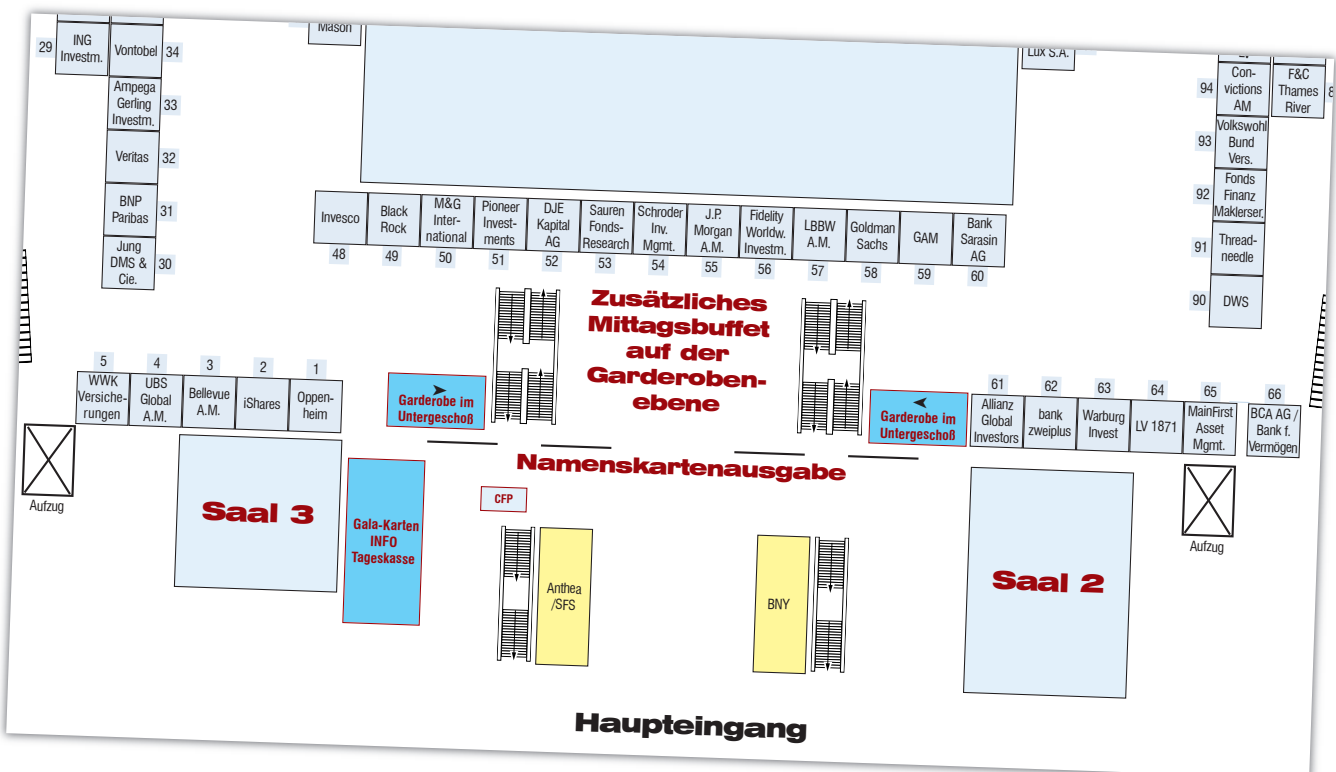 Mason
Lux S.A.
29
ING
Investm.
Vontobel
34
Ampega
Gerling
Investm.
33
Veritas
32
BNP
Paribas
31
Jung
DMS &
Cie.
30
94
Con-
victions
AM
F&C
Thames
River
93
Volkswohl
Bund
Vers.
92
Fonds
Finanz
Maklerser.
91
Thread-
needle
90
DWS
Invesco
48
Black
Rock
49
M&G
Inter-
national
50
Pioneer
Invest-
ments
51
DJE
Kapital
AG
52
Sauren
Fonds-
Research
53
Schroder
Inv.
Mgmt.
54
J.P.
Morgan
A.M.
55
Fidelity
Worldw.
Investm.
56
LBBW
A.M.
57
Goldman
Sachs
58
GAM
59
Bank
Sarasin
AG
60
Zusätzliches
Mittagsbuffet
auf der
Garderoben-
ebene
5
WWK
Versiche-
rungen
4
UBS
Global
A.M.
3
Bellevue
A.M.
2
iShares
1
Oppen-
heim
Garderobe im
Untergeschoß
Garderobe im
Untergeschoß
61
Allianz
Global
Investors
62
bank
zweiplus
63
Warburg
Invest
64
LV 1871
65
MainFirst
Asset
Mgmt.
66
BCA AG /
Bank f.
Vermögen
Namenskartenausgabe
Aufzug
Saal 3
Gala-Karten
INFO
Tageskasse
CFP
Anthea
/SFS
BNY
Saal 2
Aufzug
Haupteingang